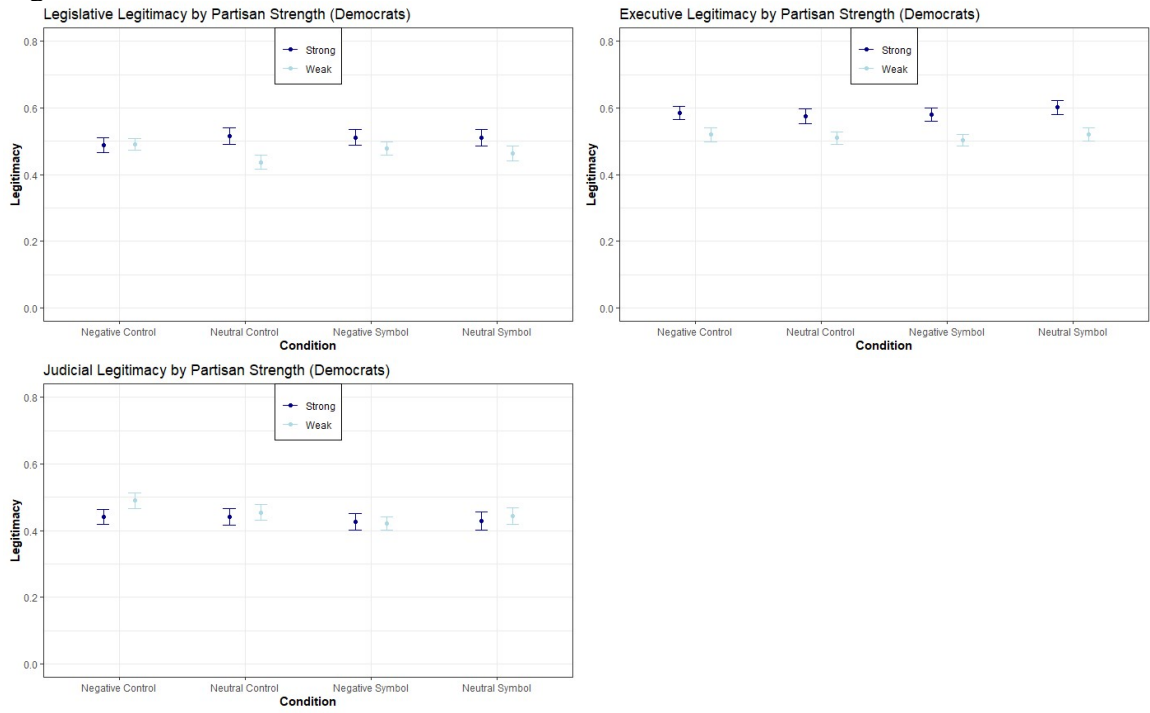 Legislative Legitimacy by Partisan Strength (Democrats)
Strong
Weak
0.8
0.6
0.4
0.2
0.0
Legitimacy
Negative Control Neutral Control Negative Symbol Neutral Symbol
Condition
Executive Legitimacy by Partisan Strength (Democrats)
Strong
Weak
0.8
0.6
0.4
0.2
0.0
Legitimacy
Negative Control Neutral Control Negative Symbol Neutral Symbol
Condition
Judicial Legitimacy by Partisan Strength (Democrats)
Strong
Weak
0.8
0.6
0.4
0.2
0.0
Legitimacy
Negative Control Neutral Control Negative Symbol Neutral Symbol
Condition